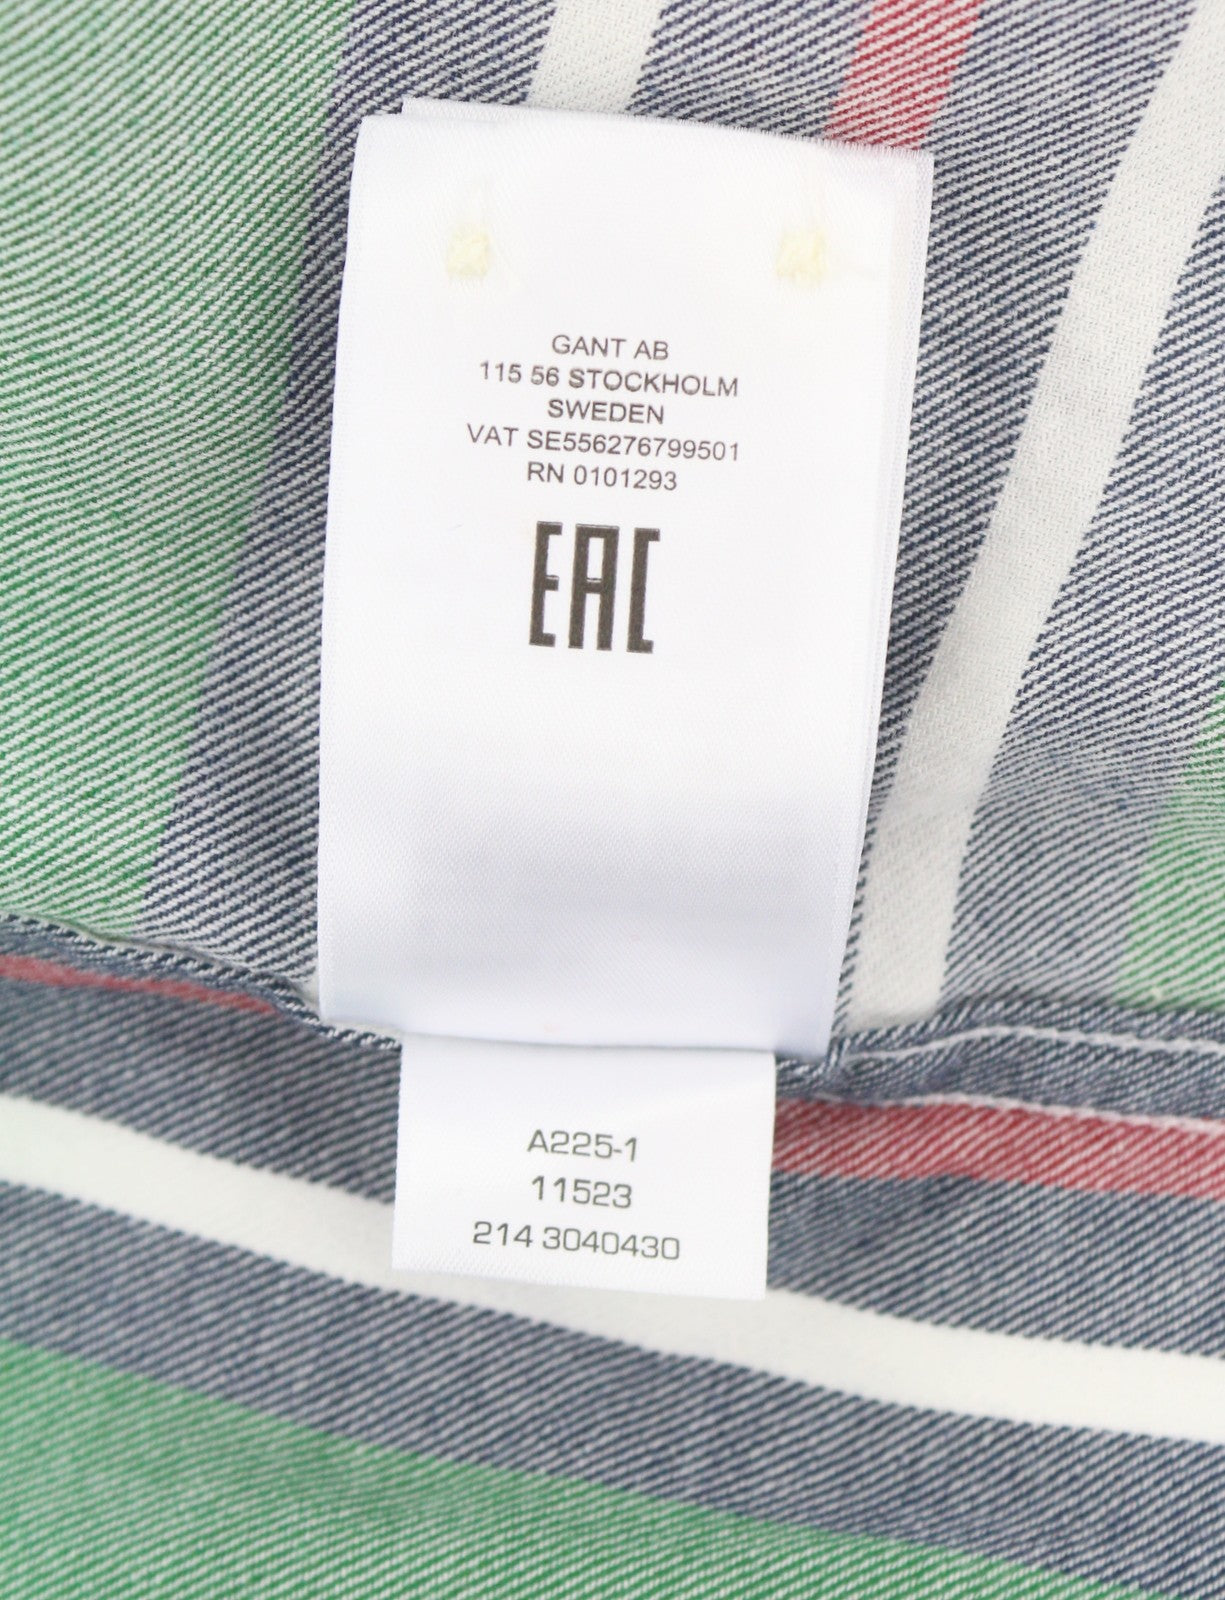 GANT AB
115 56 STOCKHOLM
SWEDEN
VAT SE556276799501
RN 0101293
EAC
A225-1
11523
214 3040430